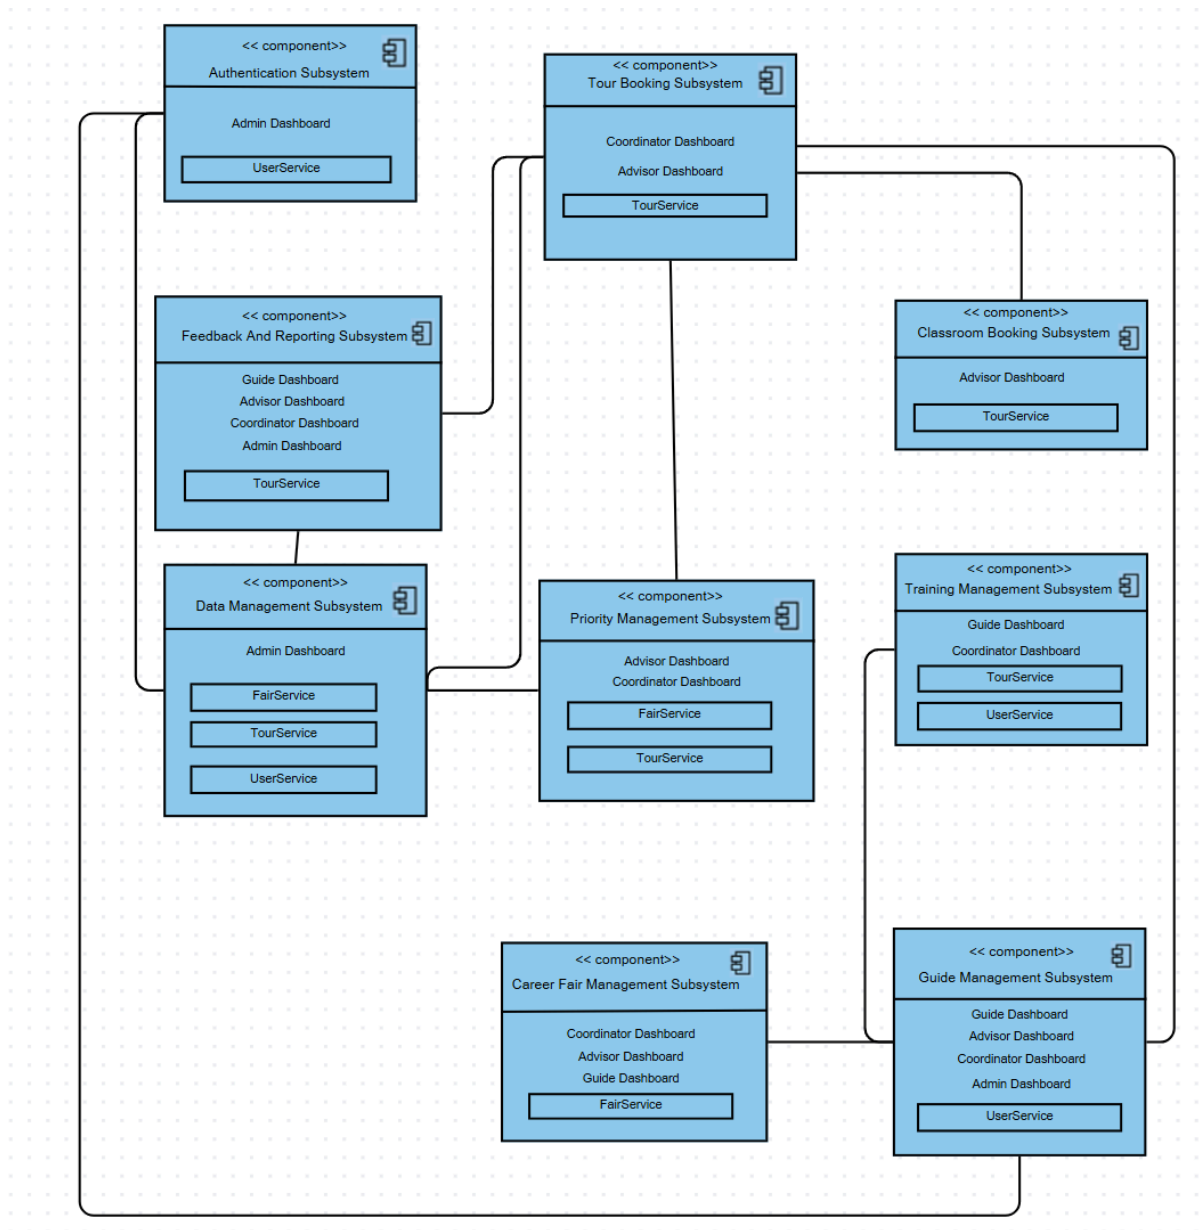 << component>>
Authentication Subsystem
Admin Dashboard
UserService
<< component>>
Tour Booking Subsystem
Coordinator Dashboard
Advisor Dashboard
TourService
<< component>>
Feedback And Reporting Subsystem
Guide Dashboard
Advisor Dashboard
Coordinator Dashboard
Admin Dashboard
TourService
<< component>>
Classroom Booking Subsystem
Advisor Dashboard
TourService
<< component>>
Data Management Subsystem
Admin Dashboard
FairService
TourService
UserService
<< component>>
Priority Management Subsystem
Advisor Dashboard
Coordinator Dashboard
FairService
TourService
<< component>>
Training Management Subsystem
Guide Dashboard
Coordinator Dashboard
TourService
UserService
<< component>>
Career Fair Management Subsystem
Coordinator Dashboard
Advisor Dashboard
Guide Dashboard
FairService
<< component>>
Guide Management Subsystem
Guide Dashboard
Advisor Dashboard
Coordinator Dashboard
Admin Dashboard
UserService